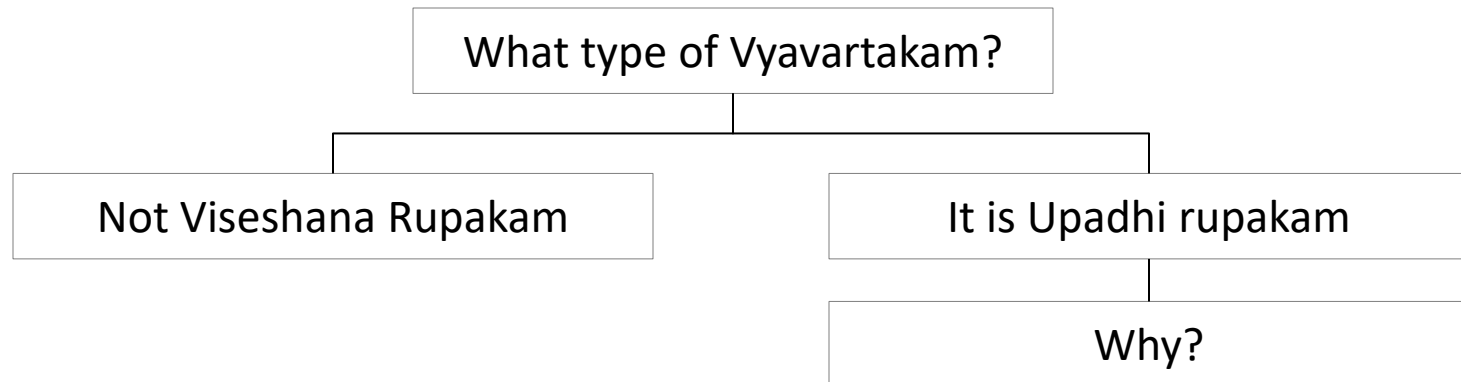 What type of Vyavartakam?
Not Viseshana Rupakam
It is Upadhi rupakam
Why?